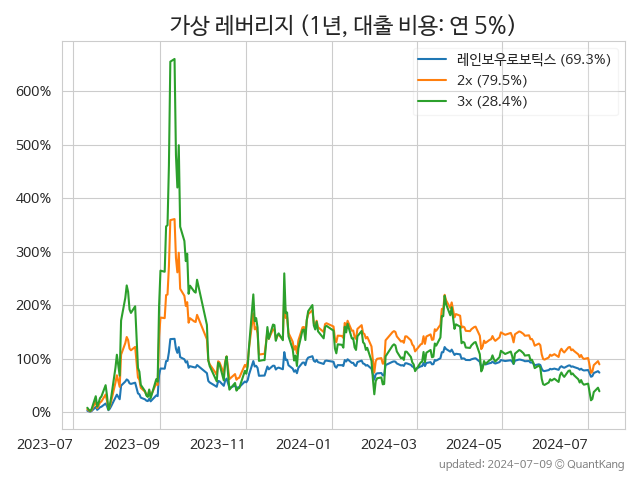 가상 레버리지 (1년, 대출 비용: 연 5%)
레인보우로보틱스 (69.3%)
2x (79.5%)
3x (28.4%)
600%
500%
400%
300%
200%
100%
0%
2023-07 2023-09 2023-11 2024-01 2024-03 2024-05 2024-07
updated: 2024-07-09 © QuantKang